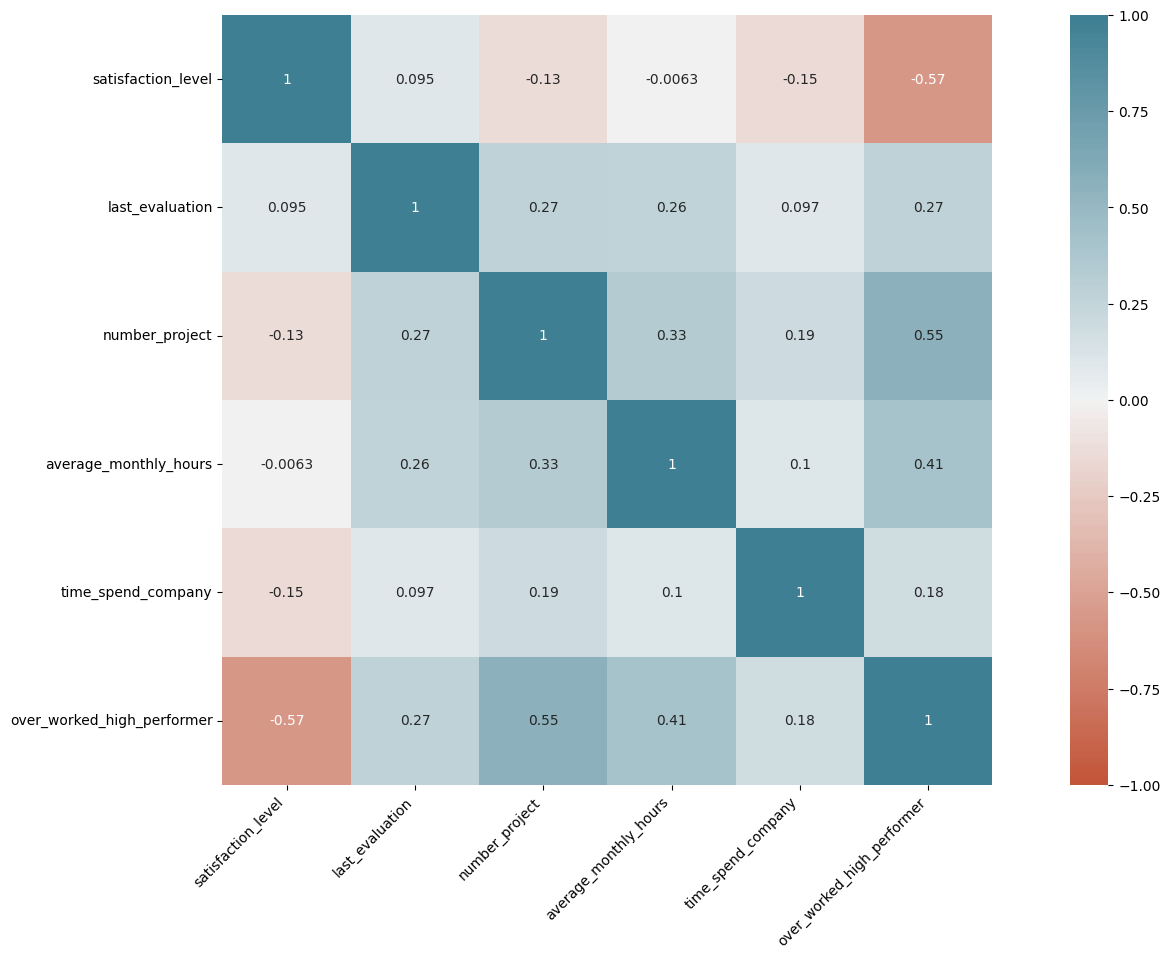 satisfaction_level 1 0.095 -0.13 -0.0063 -0.15 -0.57
last_evaluation 0.095 1 0.27 0.26 0.097 0.27
number_project -0.13 0.27 1 0.33 0.19 0.55
average_monthly_hours -0.0063 0.26 0.33 1 0.1 0.41
time_spend_company -0.15 0.097 0.19 0.1 1 0.18
over_worked_high_performer -0.57 0.27 0.55 0.41 0.18 1
satisfaction_level
last_evaluation
number_project
average_monthly_hours
time_spend_company
over_worked_high_performer
1.00
0.75
0.50
0.25
0.00
−0.25
−0.50
−0.75
−1.00